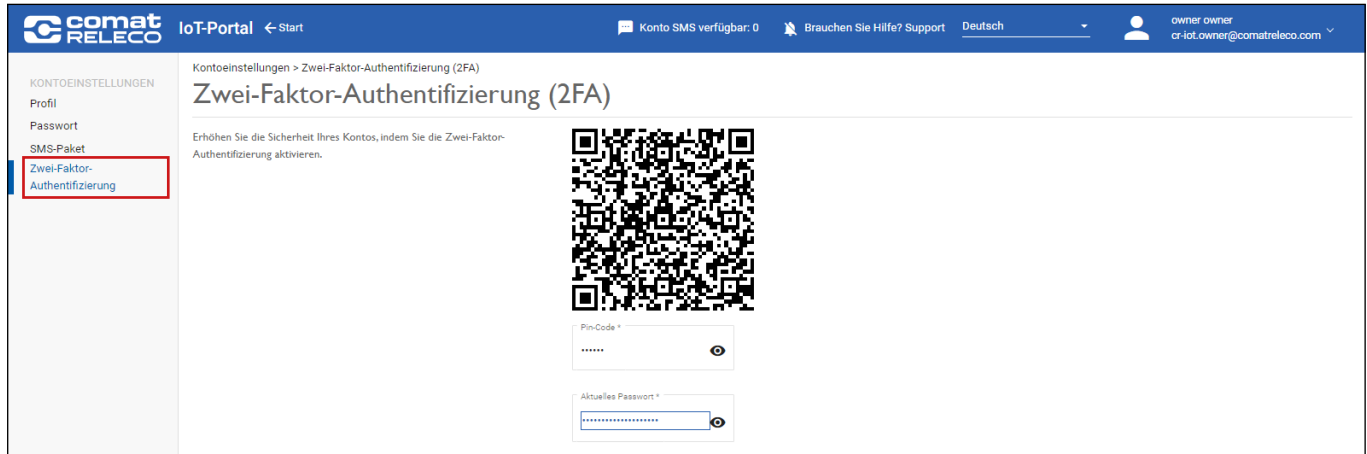 comat RELECO
IoT-Portal ← Start
Konto SMS verfügbar: 0
Brauchen Sie Hilfe? Support
Deutsch
owner owner
cr-iot.owner@comatreleco.com
KONTOEINSTELLUNGEN
Profil
Passwort
SMS-Paket
Zwei-Faktor-
Authentifizierung
Kontoeinstellungen > Zwei-Faktor-Authentifizierung (2FA)
Zwei-Faktor-Authentifizierung (2FA)
Erhöhen Sie die Sicherheit Ihres Kontos, indem Sie die Zwei-Faktor-
Authentifizierung aktivieren.
Pin-Code *
Aktuelles Passwort *